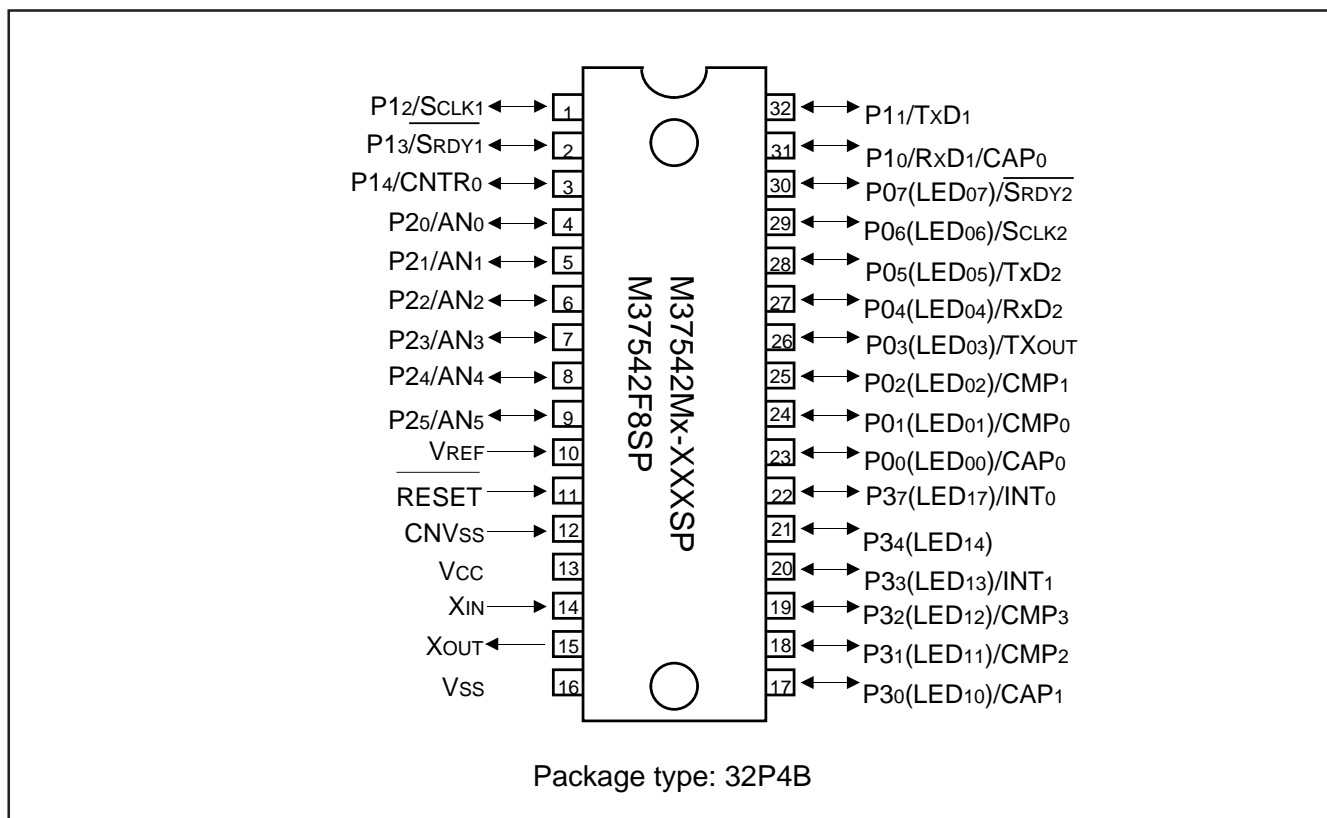 P12/SCLK1
P13/SRDY1
P14/CNTR0
P20/AN0
P21/AN1
P22/AN2
P23/AN3
P24/AN4
P25/AN5
VREF
RESET
CNVSS
VCC
XIN
XOUT
VSS
1
2
3
4
5
6
7
8
9
10
11
12
13
14
15
16
M37542Mx-XXXSP
M37542F8SP
32
31
30
29
28
27
26
25
24
23
22
21
20
19
18
17
P11/TXD1
P10/RXD1/CAP0
P07(LED07)/SRDY2
P06(LED06)/SCLK2
P05(LED05)/TxD2
P04(LED04)/RxD2
P03(LED03)/TXOUT
P02(LED02)/CMP1
P01(LED01)/CMP0
P00(LED00)/CAP0
P37(LED17)/INT0
P34(LED14)
P33(LED13)/INT1
P32(LED12)/CMP3
P31(LED11)/CMP2
P30(LED10)/CAP1
Package type: 32P4B